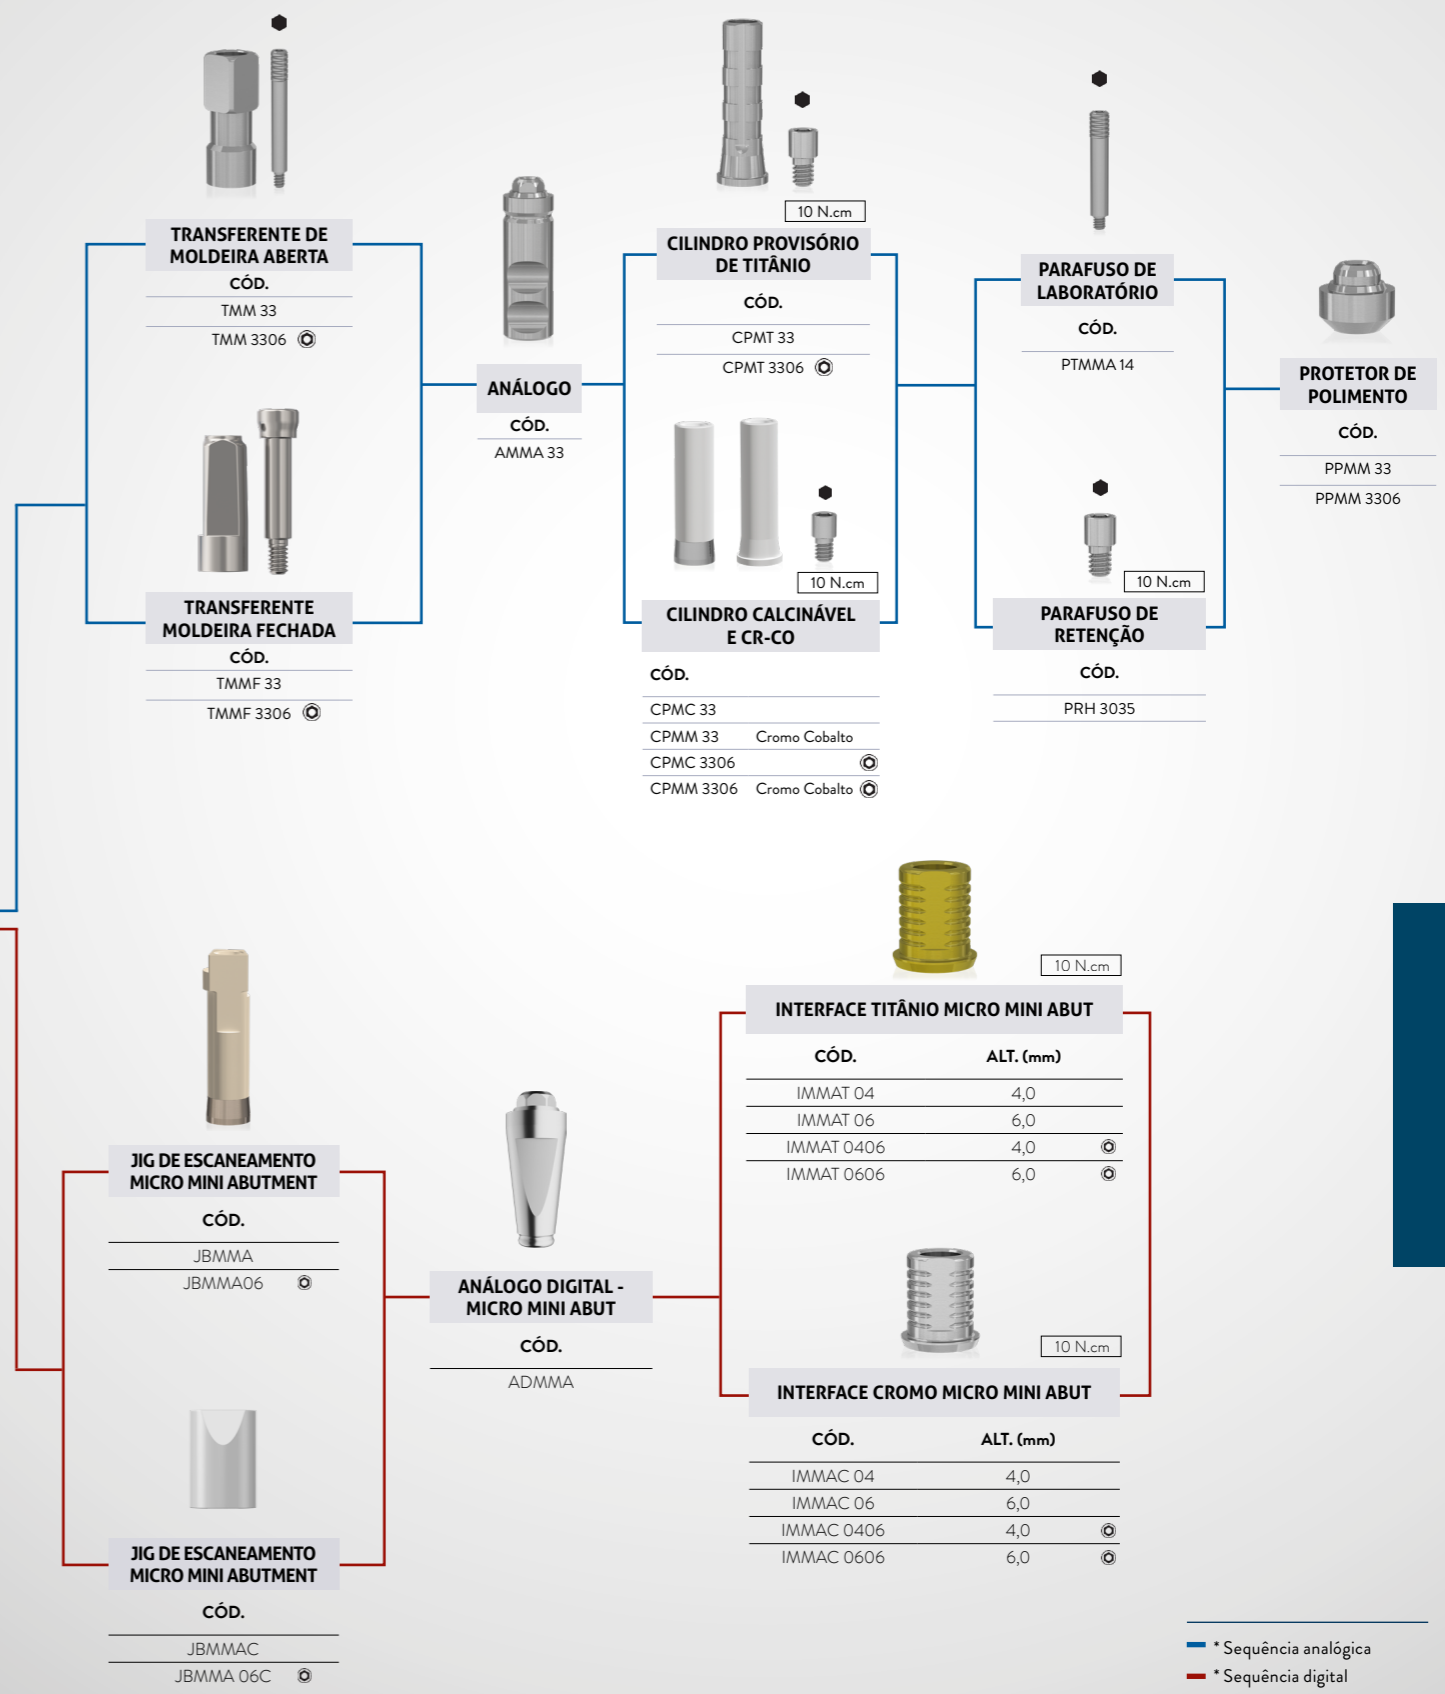 TRANSFERENTE DE
MOLDEIRA ABERTA
CÓD.
TMM 33
TMM 3306
TRANSFERENTE
MOLDEIRA FECHADA
CÓD.
TMMF 33
TMMF 3306
ANÁLOGO
CÓD.
AMMA 33
10 N.cm
CILINDRO PROVISÓRIO
DE TITÂNIO
CÓD.
CPMT 33
CPMT 3306
10 N.cm
CILINDRO CALCINÁVEL
E CR-CO
CÓD.
CPMC 33
CPMM 33 Cromo Cobalto
CPMC 3306
CPMM 3306 Cromo Cobalto
PARAFUSO DE
LABORATÓRIO
CÓD.
PTMMA 14
10 N.cm
PARAFUSO DE
RETENÇÃO
CÓD.
PRH 3035
PROTETOR DE
POLIMENTO
CÓD.
PPMM 33
PPMM 3306
JIG DE ESCANEAMENTO
MICRO MINI ABUTMENT
CÓD.
JBMMA
JBMMA06
JIG DE ESCANEAMENTO
MICRO MINI ABUTMENT
CÓD.
JBMMAC
JBMMA 06C
ANÁLOGO DIGITAL -
MICRO MINI ABUT
CÓD.
ADMMA
10 N.cm
INTERFACE TITÂNIO MICRO MINI ABUT
CÓD. ALT. (mm)
IMMAT 04 4,0
IMMAT 06 6,0
IMMAT 0406 4,0
IMMAT 0606 6,0
10 N.cm
INTERFACE CROMO MICRO MINI ABUT
CÓD. ALT. (mm)
IMMAC 04 4,0
IMMAC 06 6,0
IMMAC 0406 4,0
IMMAC 0606 6,0
* Sequência analógica
* Sequência digital